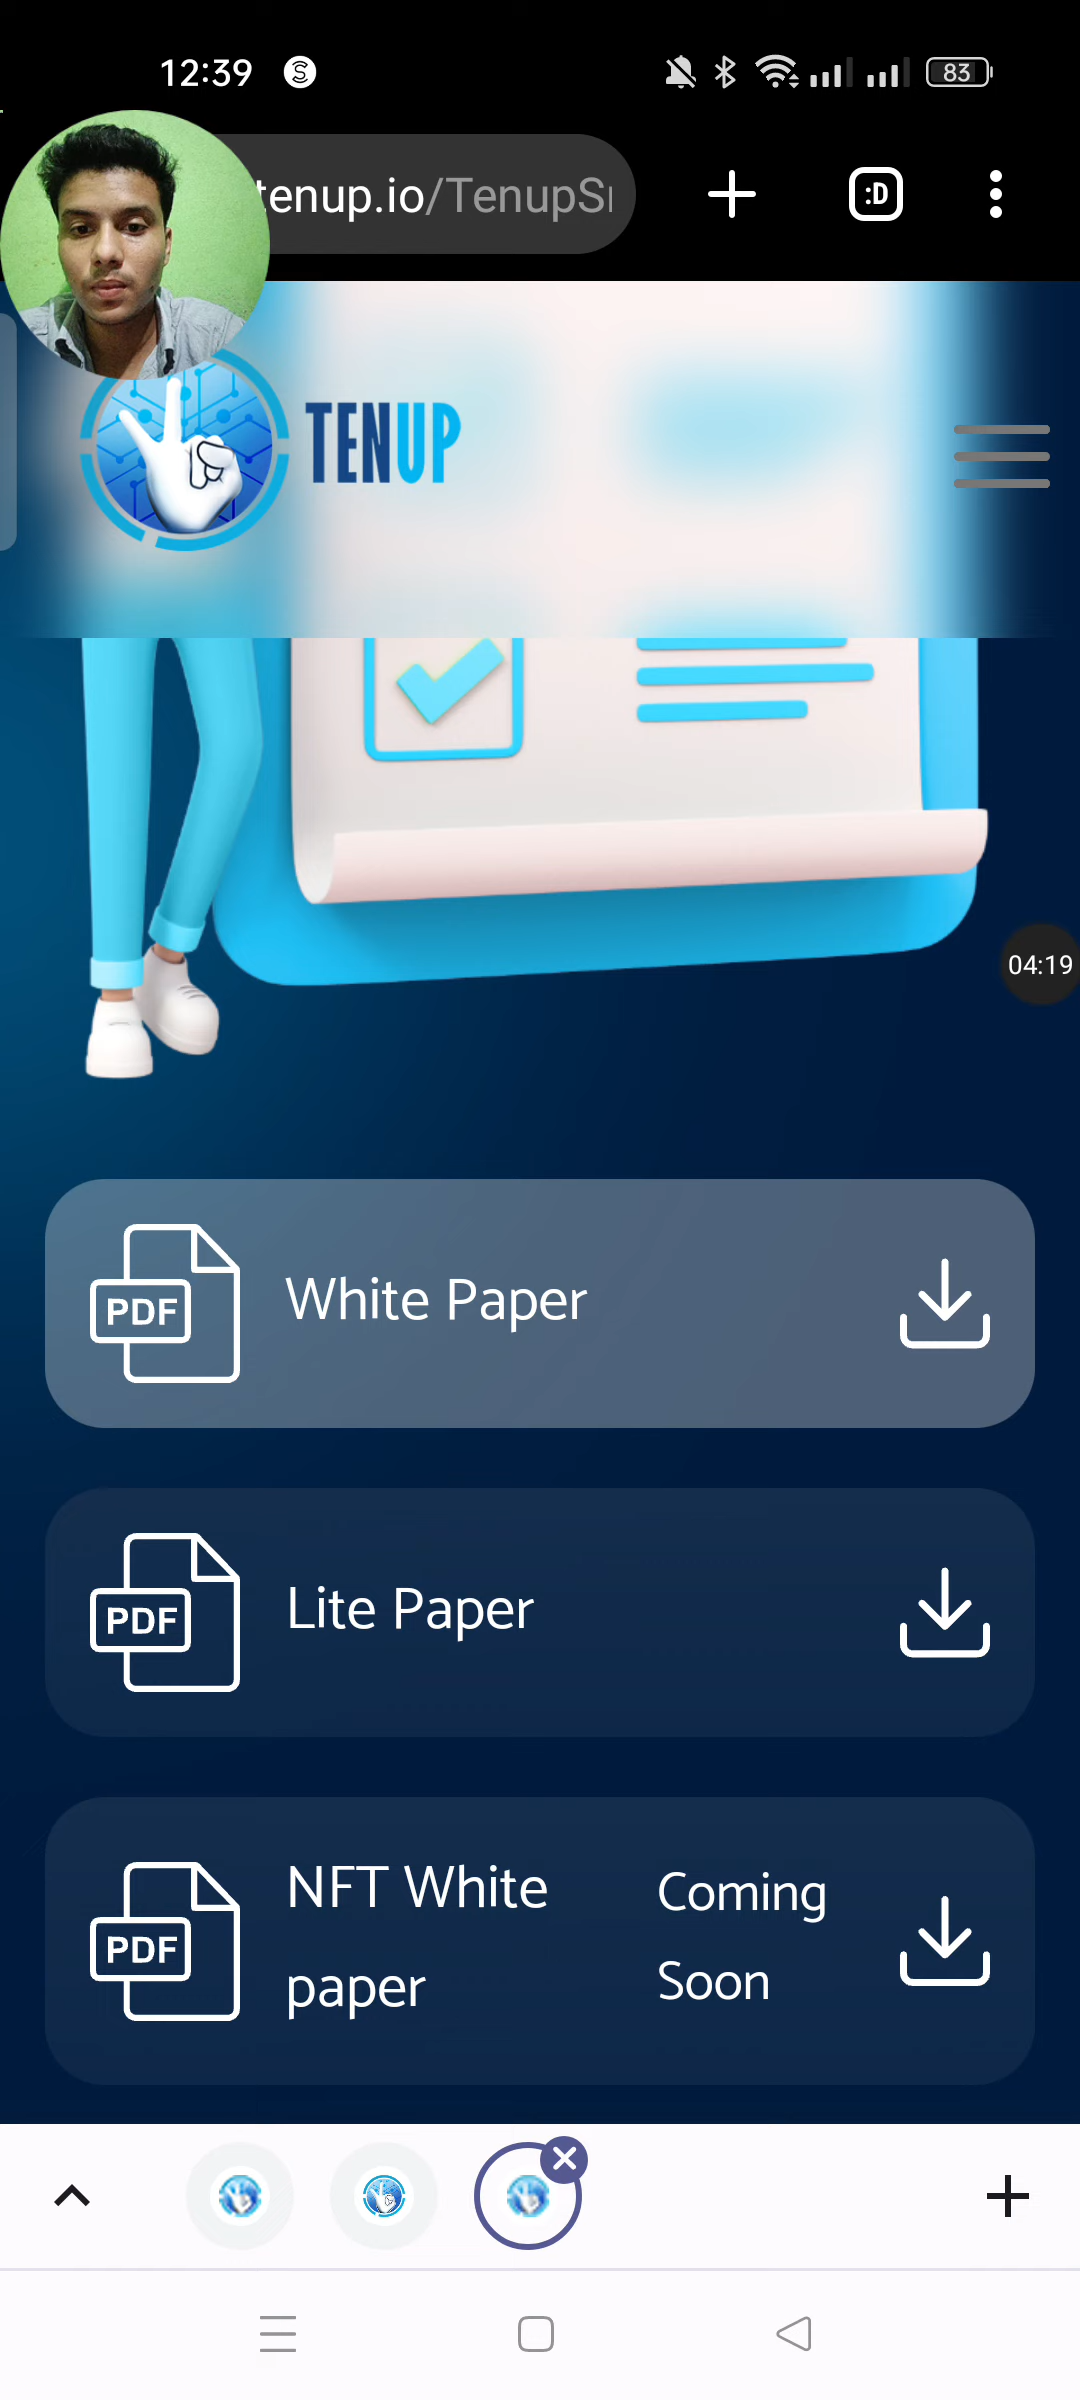 12:39
83
tenup.io/TenupS
:D
TENUP
04:19
PDF
White Paper
PDF
Lite Paper
PDF
NFT White
paper
Coming
Soon